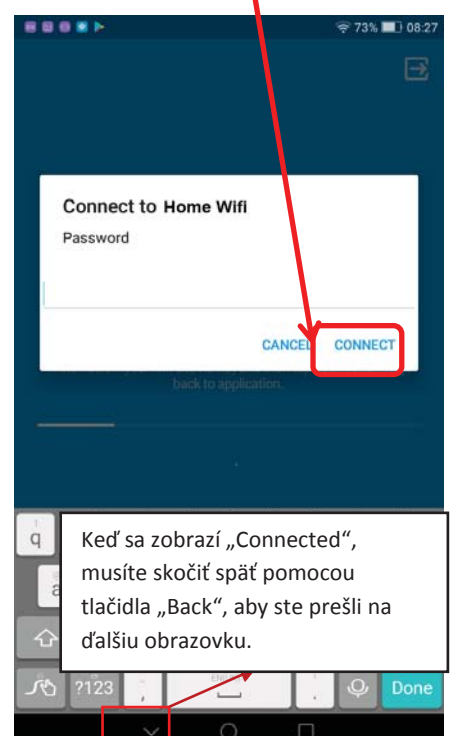 73% 08:27
Connect to Home Wifi
Password
CANCEL CONNECT
back to application.
q
Keď sa zobrazí „Connected“,
musíte skočiť späť pomocou
tlačidla „Back“, aby ste prešli na
ďalšiu obrazovku.
?123 , . Done